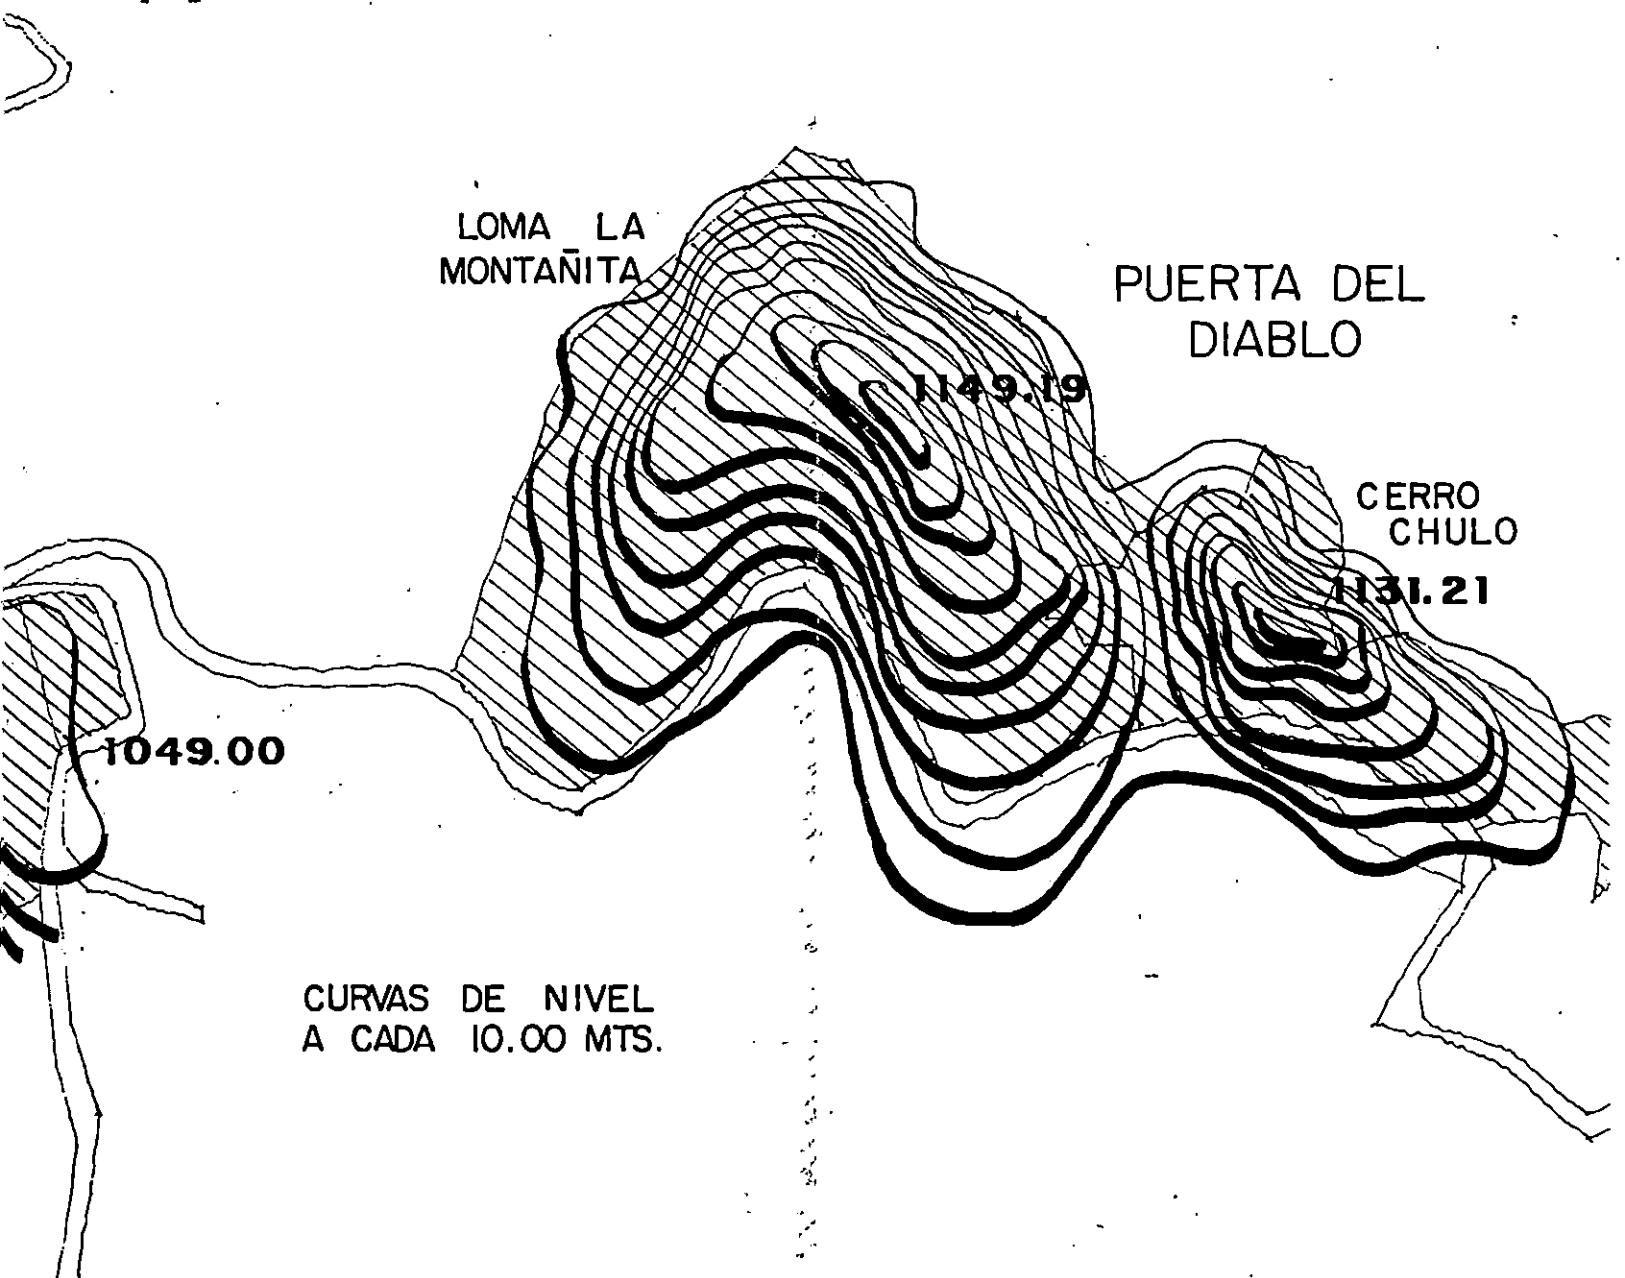 LOMA LA
MONTAÑITA
PUERTA DEL
DIABLO
1149.19
CERRO
CHULO
1131.21
1049.00
CURVAS DE NIVEL
A CADA 10.00 MTS.